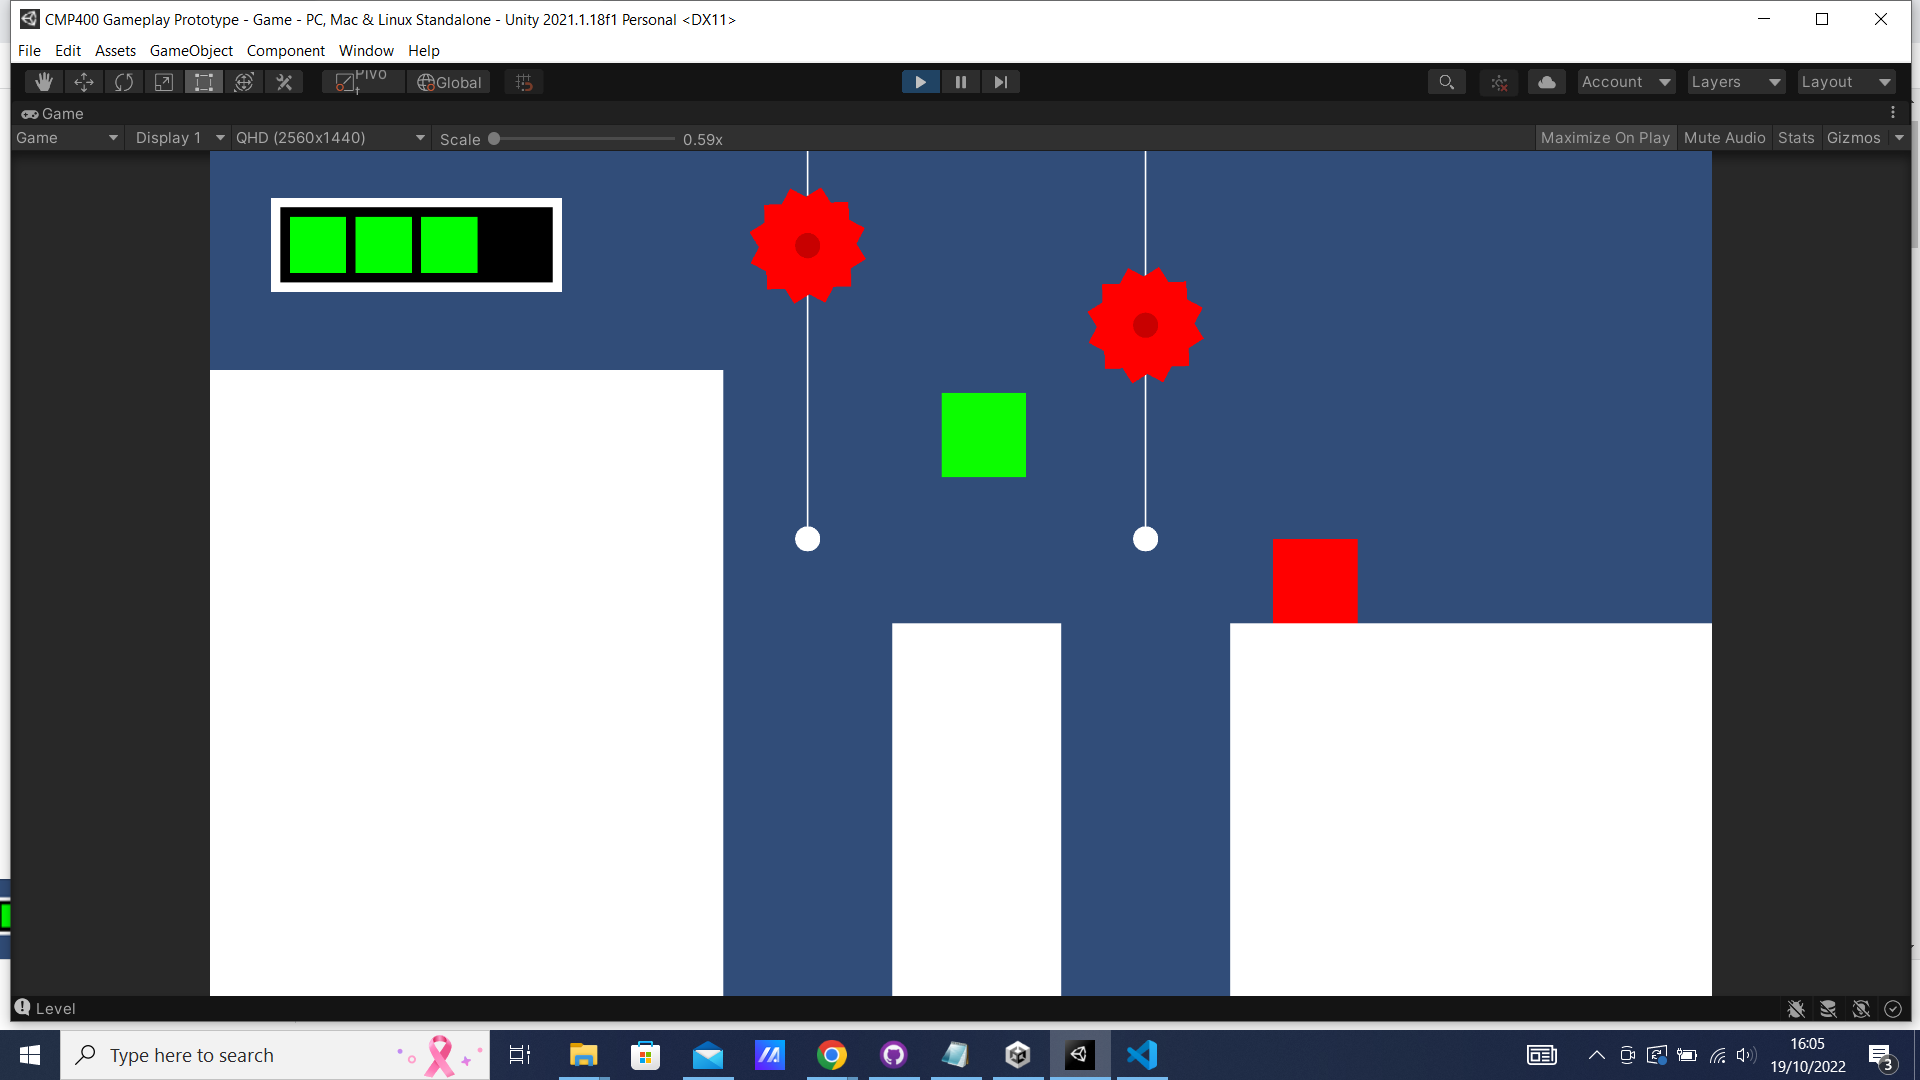 CMP400 Gameplay Prototype - Game - PC, Mac & Linux Standalone - Unity 2021.1.18f1 Personal <DX11>
File Edit Assets GameObject Component Window Help
Pivot Global Account Layers Layout
Game
Game Display 1 QHD (2560x1440) Scale 0.59x Maximize On Play Mute Audio Stats Gizmos
Level
Type here to search
16:05
19/10/2022
3